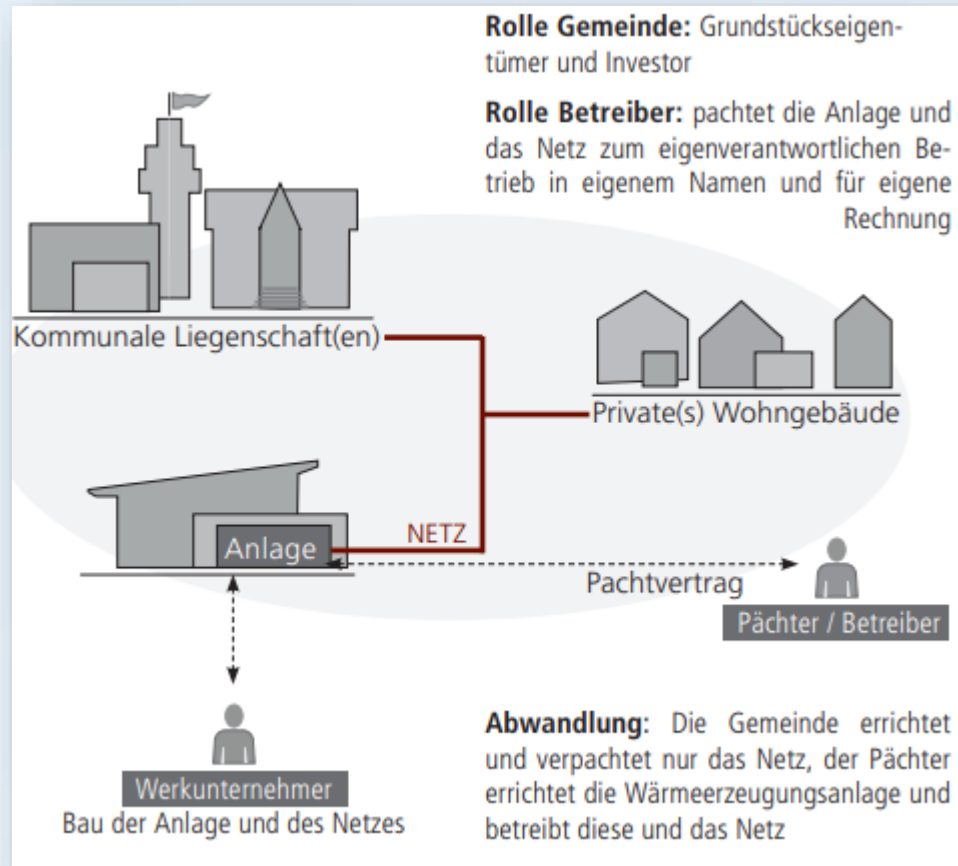 Rolle Gemeinde: Grundstückseigen-
tümer und Investor
Rolle Betreiber: pachtet die Anlage und
das Netz zum eigenverantwortlichen Be-
trieb in eigenem Namen und für eigene
Rechnung
Kommunale Liegenschaft(en)
Private(s) Wohngebäude
NETZ
Anlage
Pachtvertrag
Pächter / Betreiber
Werkunternehmer
Bau der Anlage und des Netzes
Abwandlung: Die Gemeinde errichtet
und verpachtet nur das Netz, der Pächter
errichtet die Wärmeerzeugungsanlage und
betreibt diese und das Netz